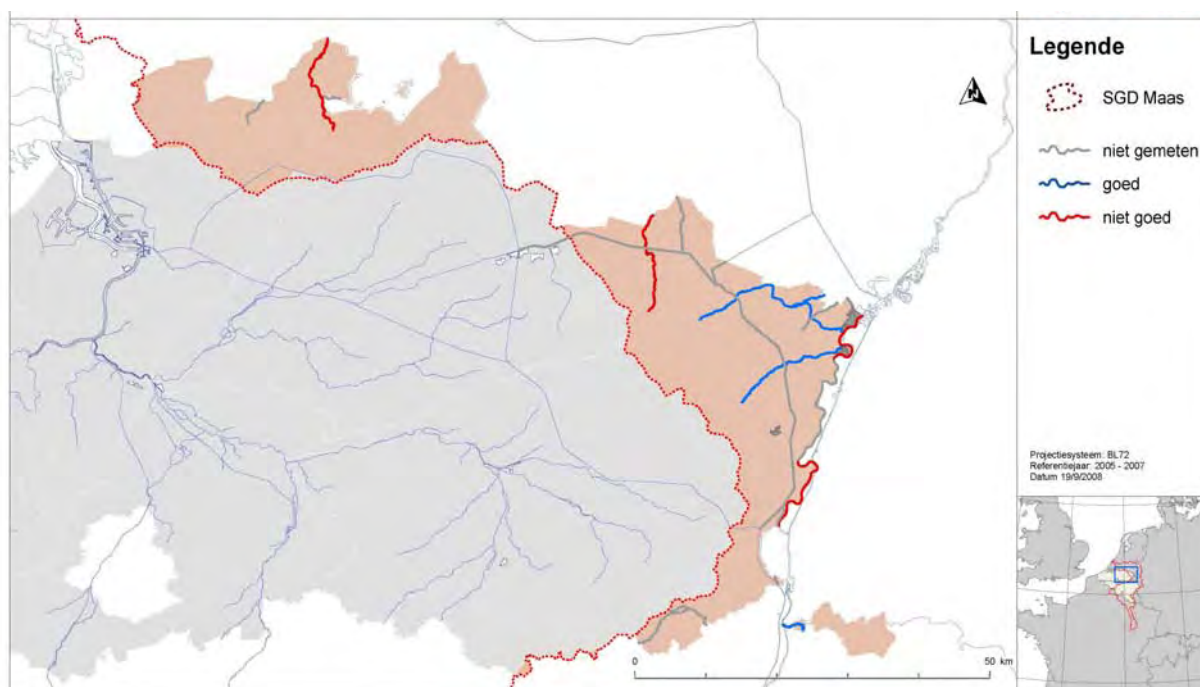 Legende
SGD Maas
niet gemeten
goed
niet goed
Projectiesysteem: BL72
Referentiejaar: 2005 - 2007
Datum 19/9/2008
0 50 km